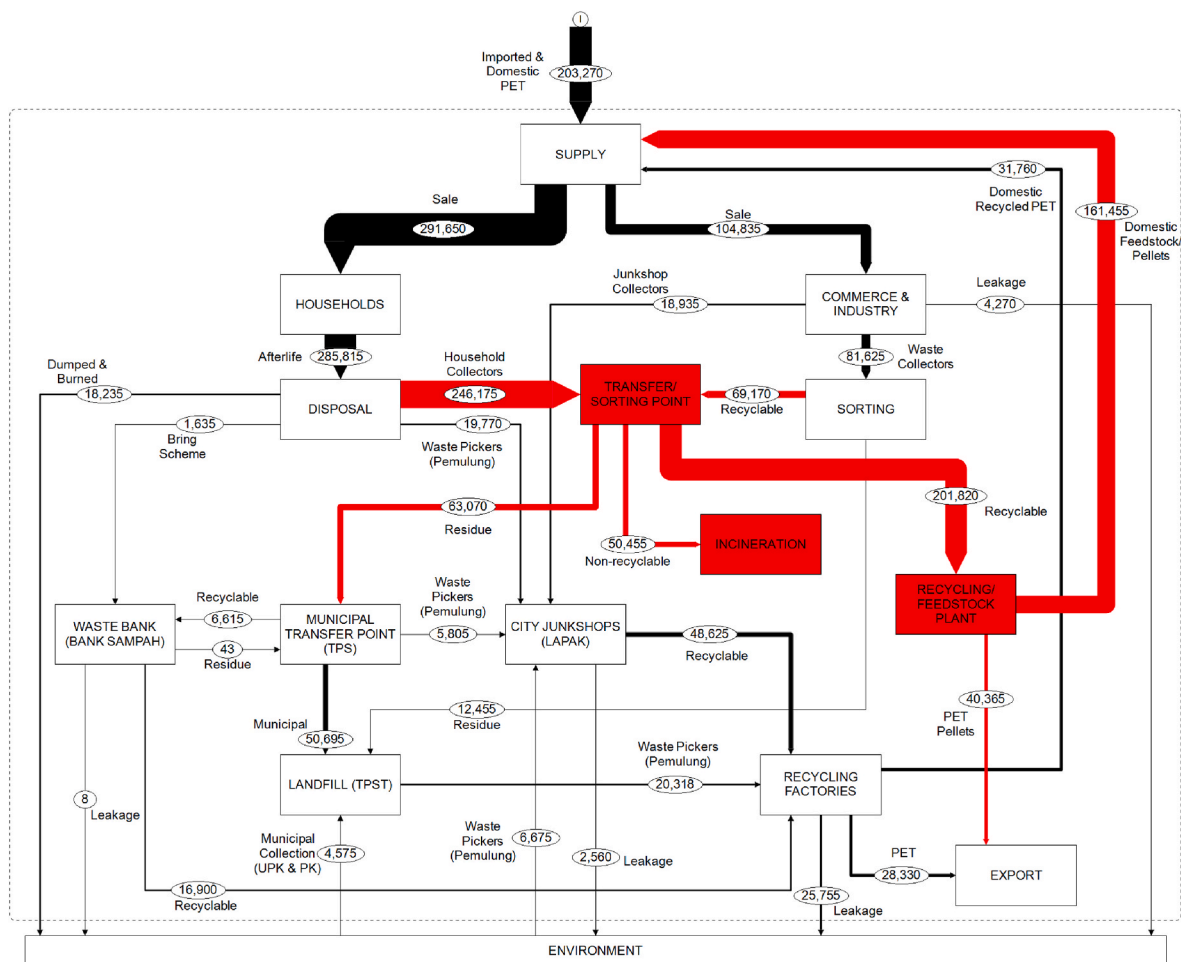 I
Imported &
Domestic
PET
203,270
SUPPLY
31,760
Domestic
Recycled PET
161,455
Domestic
Feedstock/
Pellets
Sale
291,650
Sale
104,835
HOUSEHOLDS
Junkshop
Collectors
18,935
COMMERCE &
INDUSTRY
Leakage
4,270
Afterlife
285,815
81,625
Waste
Collectors
Dumped &
Burned
18,235
DISPOSAL
Household
Collectors
246,175
TRANSFER/
SORTING POINT
69,170
Recyclable
SORTING
1,635
Bring
Scheme
19,770
Waste Pickers
(Pemulung)
63,070
Residue
50,455
Non-recyclable
INCINERATION
201,820
Recyclable
RECYCLING/
FEEDSTOCK
PLANT
WASTE BANK
(BANK SAMPAH)
Recyclable
6,615
43
Residue
MUNICIPAL
TRANSFER POINT
(TPS)
Waste
Pickers
(Pemulung)
5,805
CITY JUNKSHOPS
(LAPAK)
48,625
Recyclable
40,365
PET
Pellets
12,455
Residue
Municipal
50,695
LANDFILL (TPST)
Waste Pickers
(Pemulung)
20,318
RECYCLING
FACTORIES
8
Leakage
Municipal
Collection
(UPK & PK)
4,575
Waste
Pickers
(Pemulung)
6,675
2,560
Leakage
PET
28,330
EXPORT
16,900
Recyclable
25,755
Leakage
ENVIRONMENT